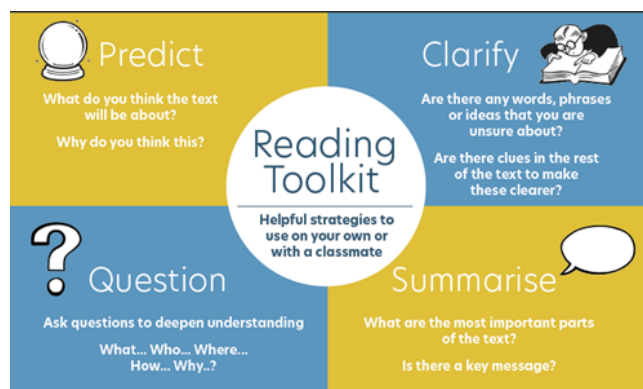 Predict
What do you think the text
will be about?
Why do you think this?
Clarify
Are there any words, phrases
or ideas that you are
unsure about?
Are there clues in the rest
of the text to make
these clearer?
Reading
Toolkit
Helpful strategies to
use on your own or
with a classmate
Question
Ask questions to deepen understanding
What... Who... Where...
How... Why..?
Summarise
What are the most important parts
of the text?
Is there a key message?